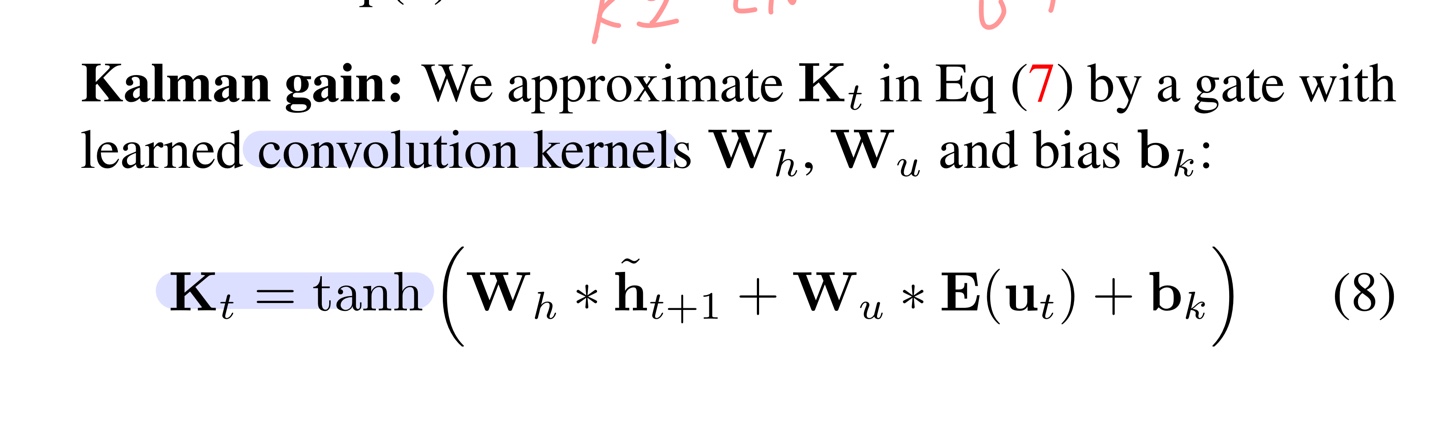 Kalman gain: We approximate K_t in Eq (7) by a gate with
learned convolution kernels W_h, W_u and bias b_k:
K_t = tanh(W_h * h̃_{t+1} + W_u * E(u_t) + b_k) (8)